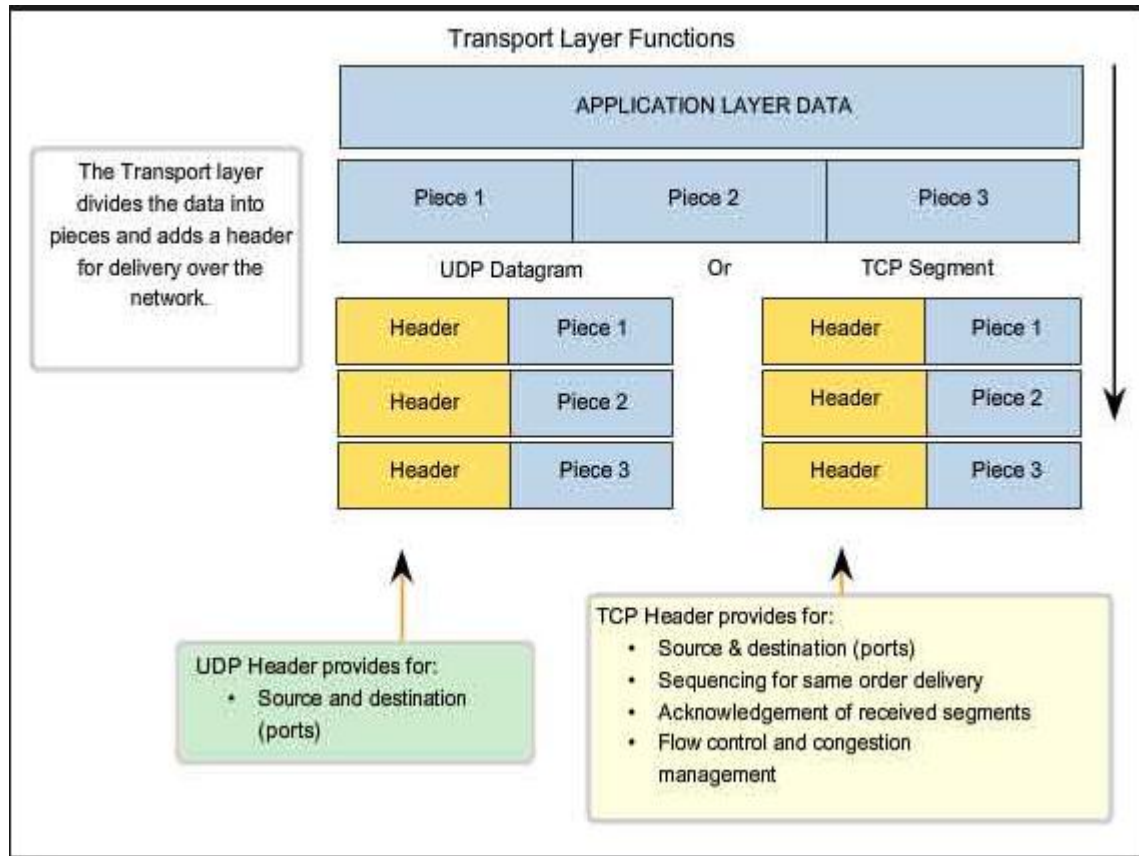 Transport Layer Functions
APPLICATION LAYER DATA
The Transport layer
divides the data into
pieces and adds a header
for delivery over the
network.
Piece 1
Piece 2
Piece 3
UDP Datagram
Or
TCP Segment
Header
Piece 1
Header
Piece 2
Header
Piece 3
Header
Piece 1
Header
Piece 2
Header
Piece 3
UDP Header provides for:
• Source and destination
(ports)
TCP Header provides for:
• Source & destination (ports)
• Sequencing for same order delivery
• Acknowledgement of received segments
• Flow control and congestion
management